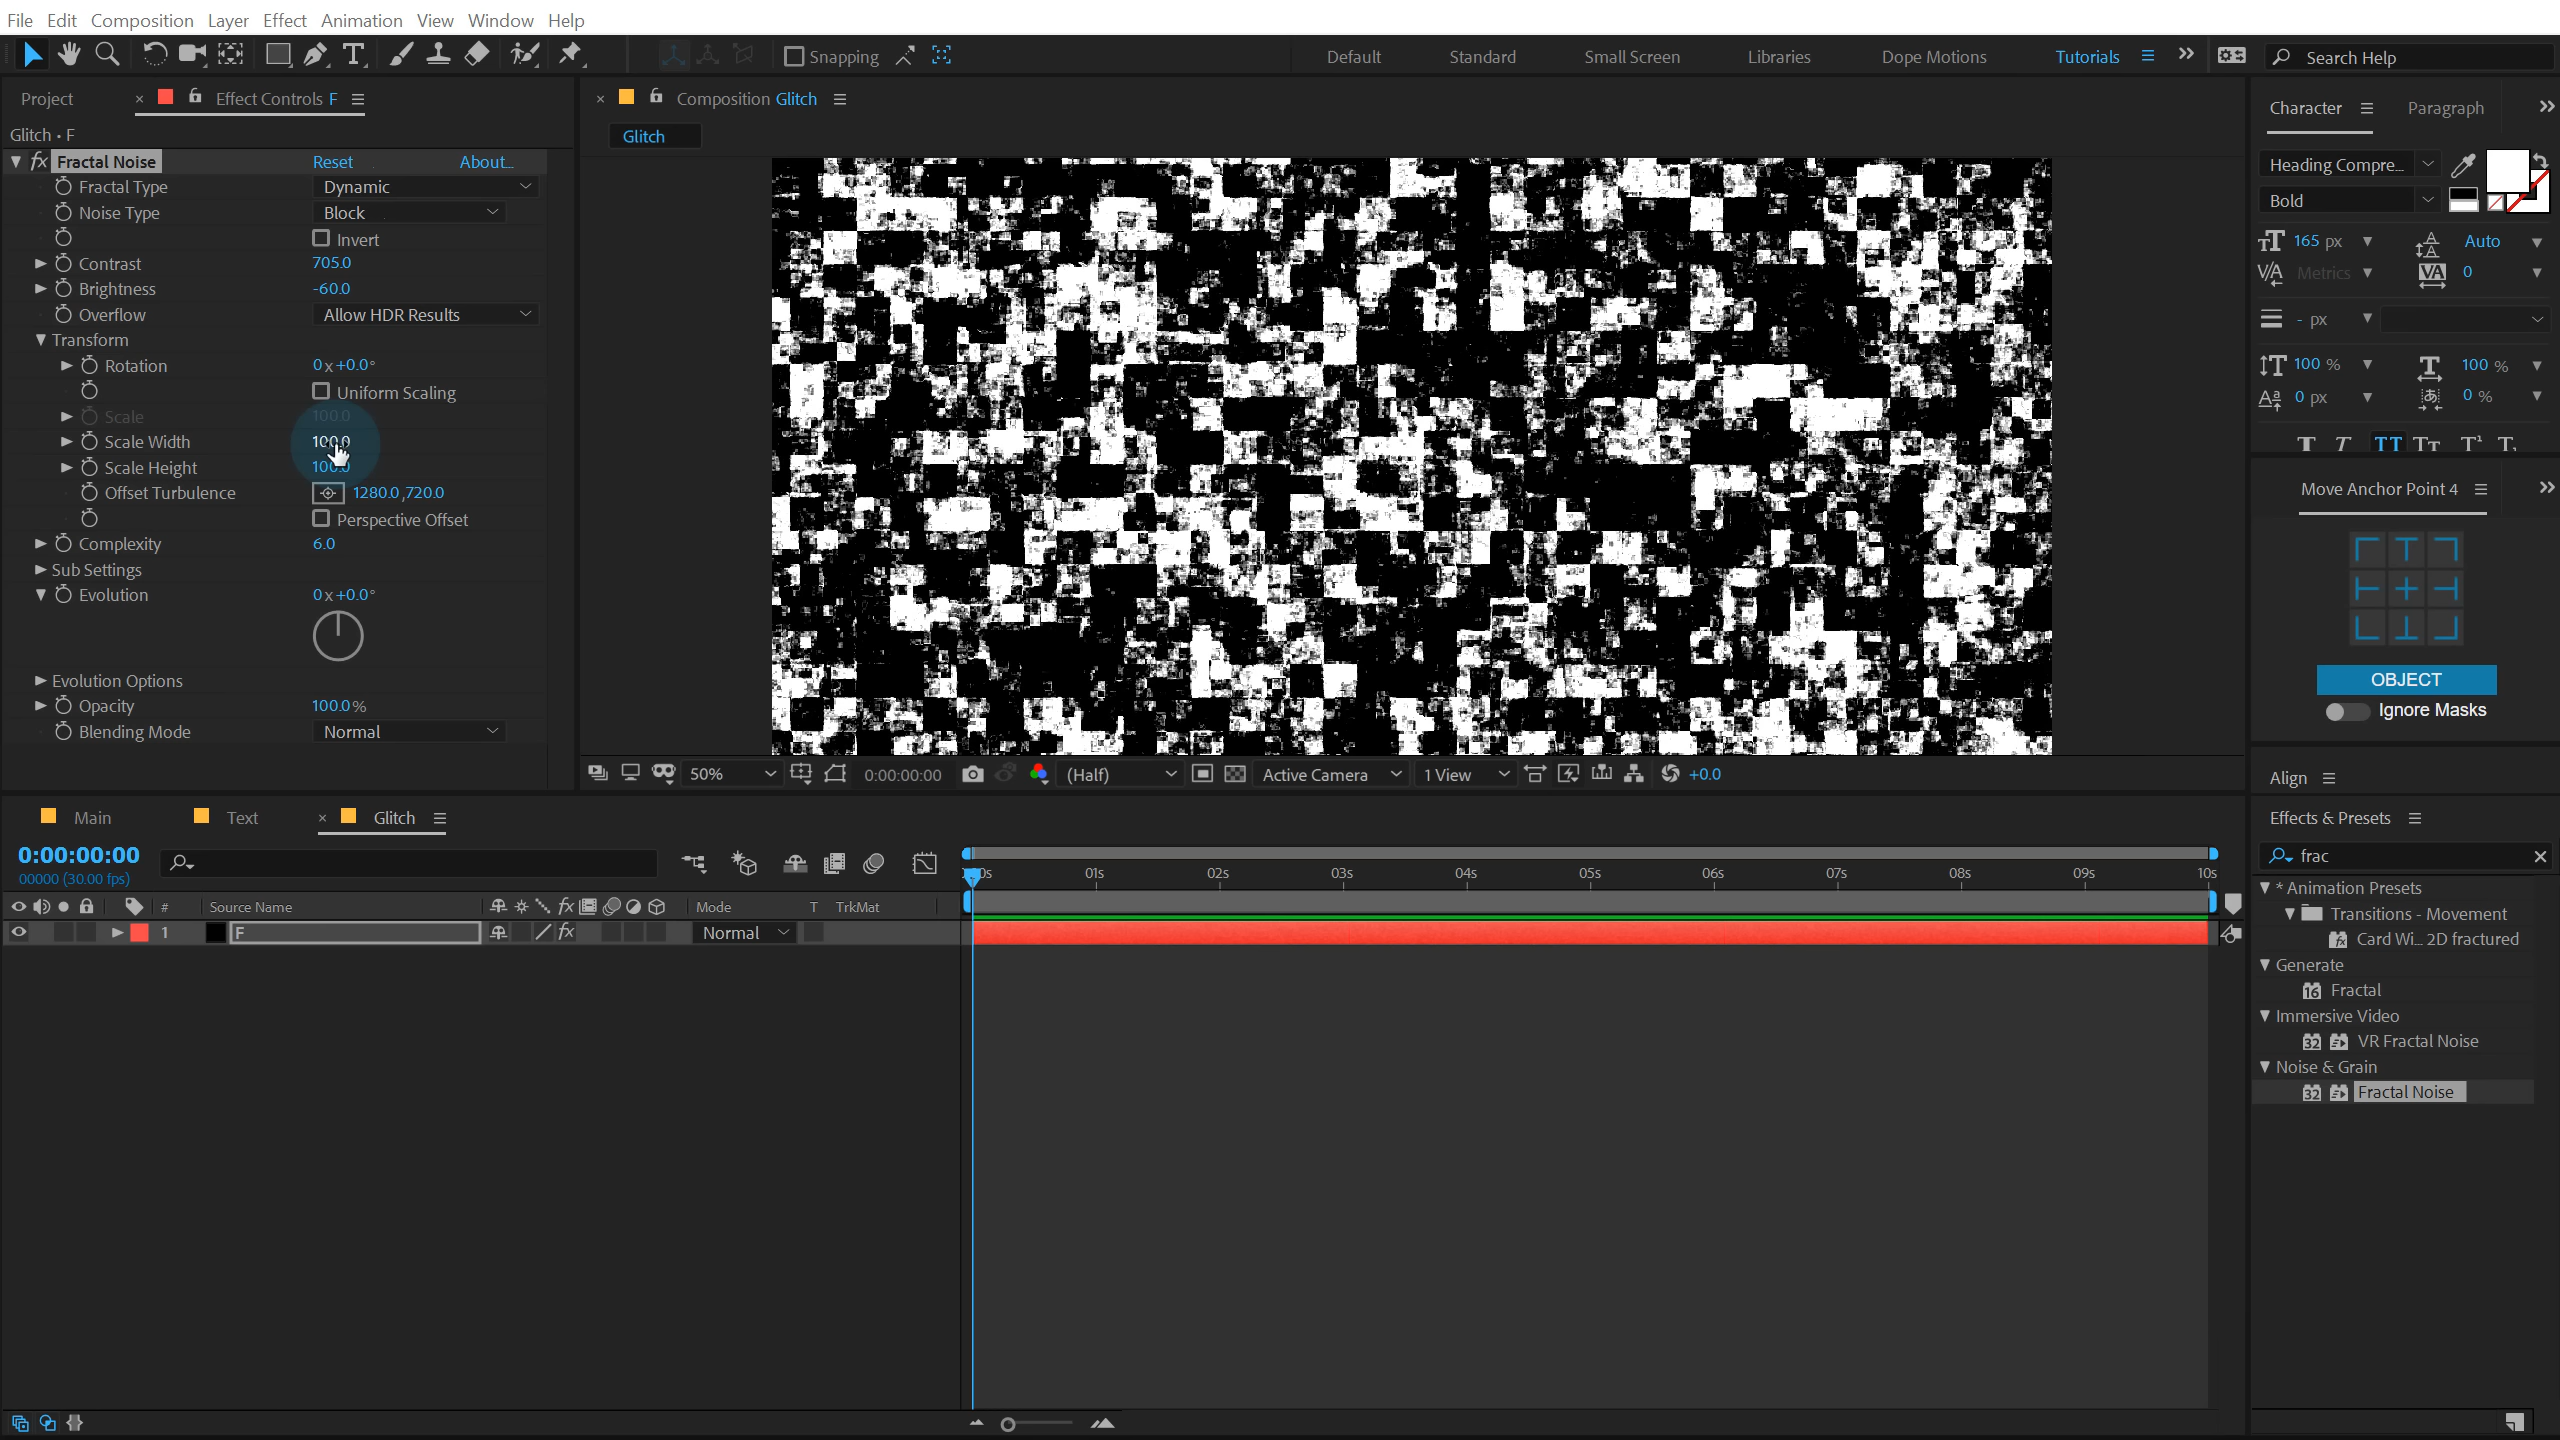 File Edit Composition Layer Effect Animation View Window Help
Snapping Default Standard Small Screen Libraries Dope Motions Tutorials Search Help
Project × Effect Controls F
Glitch • F
fx Fractal Noise Reset About...
Fractal Type Dynamic
Noise Type Block
Invert
Contrast 705.0
Brightness -60.0
Overflow Allow HDR Results
Transform
Rotation 0x+0.0°
Uniform Scaling
Scale 100.0
Scale Width 100.0
Scale Height 100.0
Offset Turbulence 1280.0,720.0
Perspective Offset
Complexity 6.0
Sub Settings
Evolution 0x+0.0°
Evolution Options
Opacity 100.0%
Blending Mode Normal
× Composition Glitch
Glitch
50% 0:00:00:00 (Half) Active Camera 1 View +0.0
Character Paragraph
Heading Compre...
Bold
165 px Auto
Metrics 0
- px
100 % 100 %
0 px 0 %
Move Anchor Point 4
OBJECT
Ignore Masks
Align
Effects & Presets
frac
* Animation Presets
Transitions - Movement
Card Wi... 2D fractured
Generate
16 Fractal
Immersive Video
32 VR Fractal Noise
Noise & Grain
32 Fractal Noise
Main Text × Glitch
0:00:00:00
00000 (30.00 fps)
01s 02s 03s 04s 05s 06s 07s 08s 09s 10s
# Source Name fx Mode T TrkMat
1 F fx Normal